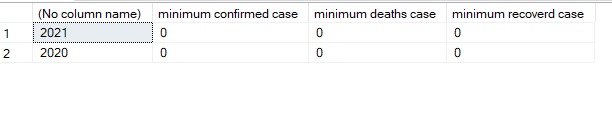 (No column name) minimum confirmed case minimum deaths case minimum recoverd case
1 2021 0 0 0
2 2020 0 0 0